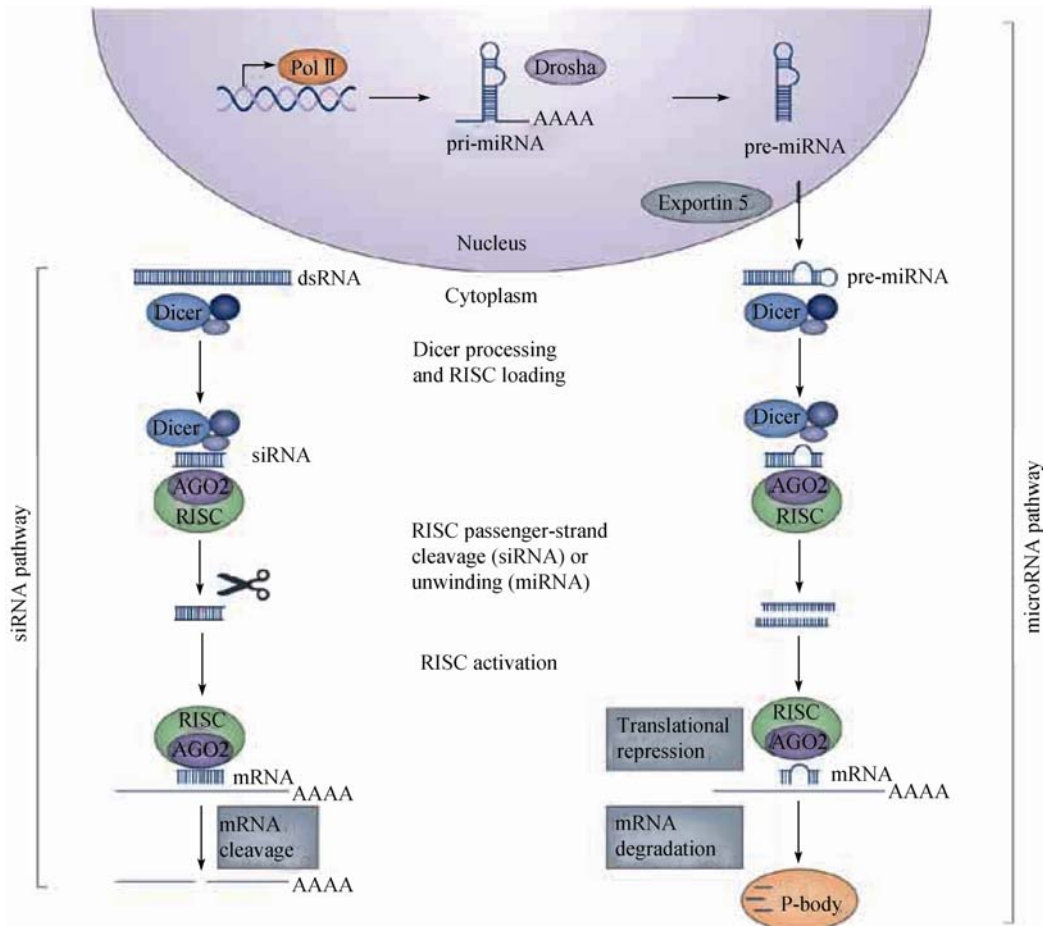 Pol II
Drosha
AAAA
pri-miRNA
pre-miRNA
Exportin 5
Nucleus
dsRNA
Cytoplasm
pre-miRNA
Dicer
Dicer
Dicer processing
and RISC loading
Dicer
siRNA
AGO2
RISC
Dicer
AGO2
RISC
siRNA pathway
microRNA pathway
RISC passenger-strand
cleavage (siRNA) or
unwinding (miRNA)
RISC activation
RISC
AGO2
mRNA
AAAA
mRNA
cleavage
AAAA
Translational
repression
RISC
AGO2
mRNA
AAAA
mRNA
degradation
P-body